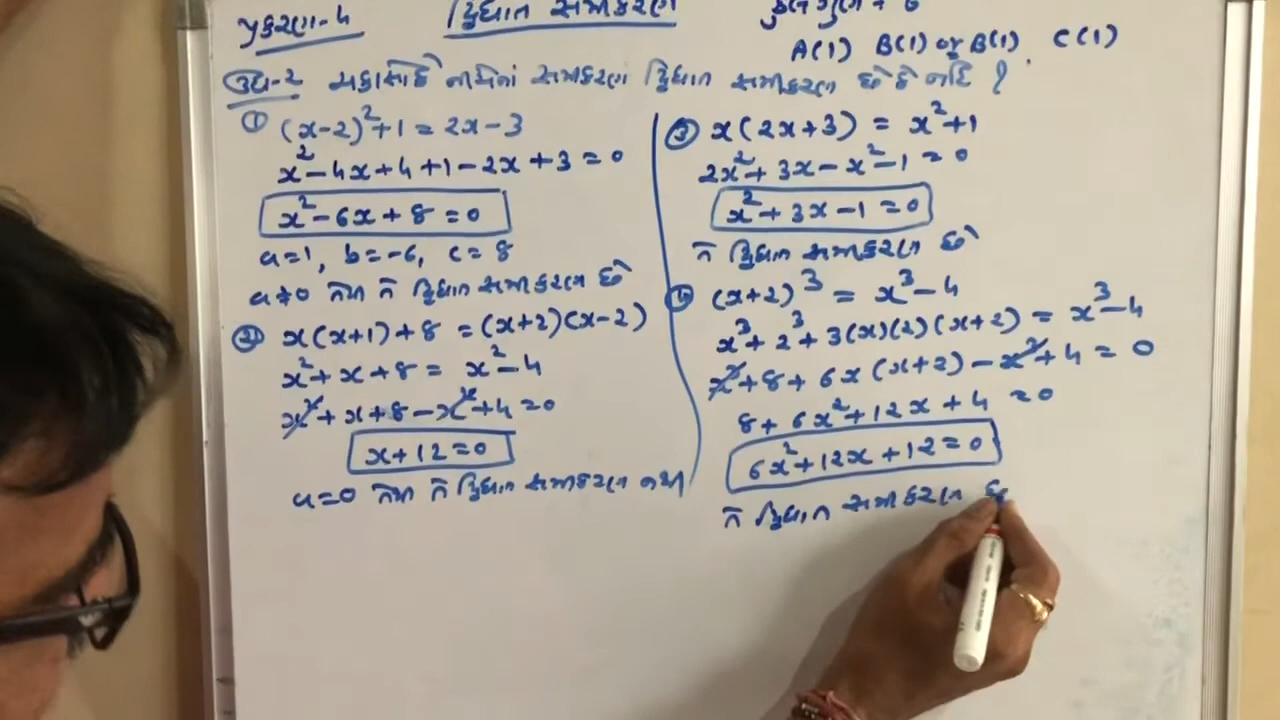 પ્રકરણ-4 દ્વિઘાત સમીકરણ
A(1) B(1) or B(1) C(1)
ઉદા-2 ચકાસો કે નીચેનાં સમીકરણ દ્વિઘાત સમીકરણ છે કે નહિ ?
① (x-2)²+1 = 2x-3
x²-4x+4+1-2x+3=0
x²-6x+8=0
a=1, b=-6, c=8
a≠0 તેથી તે દ્વિઘાત સમીકરણ છે
② x(x+1)+8 = (x+2)(x-2)
x²+x+8 = x²-4
x²+x+8-x²+4=0
x+12=0
a=0 તેથી તે દ્વિઘાત સમીકરણ નથી
③ x(2x+3) = x²+1
2x²+3x-x²-1=0
x²+3x-1=0
તે દ્વિઘાત સમીકરણ છે
(x+2)³ = x³-4
x³+2³+3(x)(2)(x+2) = x³-4
x³+8+6x(x+2)-x³+4=0
8+6x²+12x+4=0
6x²+12x+12=0
તે દ્વિઘાત સમીકરણ